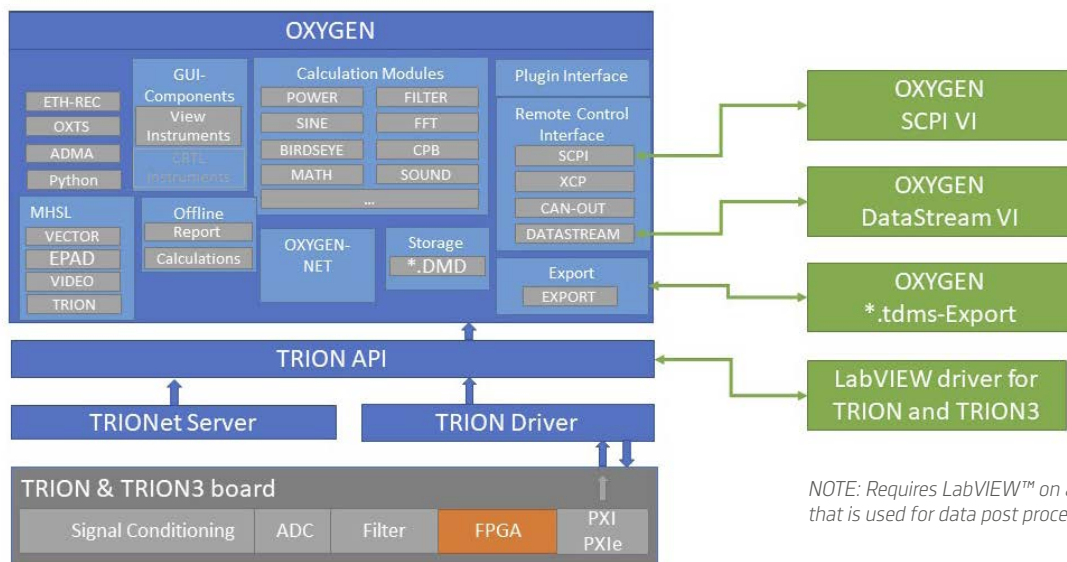 OXYGEN
ETH-REC
OXTS
ADMA
Python
GUI-
Components
View
Instruments
CRTL
Instruments
Calculation Modules
POWER
FILTER
SINE
FFT
BIRDSEYE
CPB
MATH
SOUND
...
Plugin Interface
Remote Control
Interface
SCPI
XCP
CAN-OUT
DATASTREAM
MHSL
VECTOR
EPAD
VIDEO
TRION
Offline
Report
Calculations
OXYGEN-
NET
Storage
*.DMD
Export
EXPORT
TRION API
TRIONet Server
TRION Driver
TRION & TRION3 board
Signal Conditioning
ADC
Filter
FPGA
PXI
PXIe
OXYGEN
SCPI VI
OXYGEN
DataStream VI
OXYGEN
*.tdms-Export
LabVIEW driver for
TRION and TRION3
NOTE: Requires LabVIEW™ on
that is used for data post